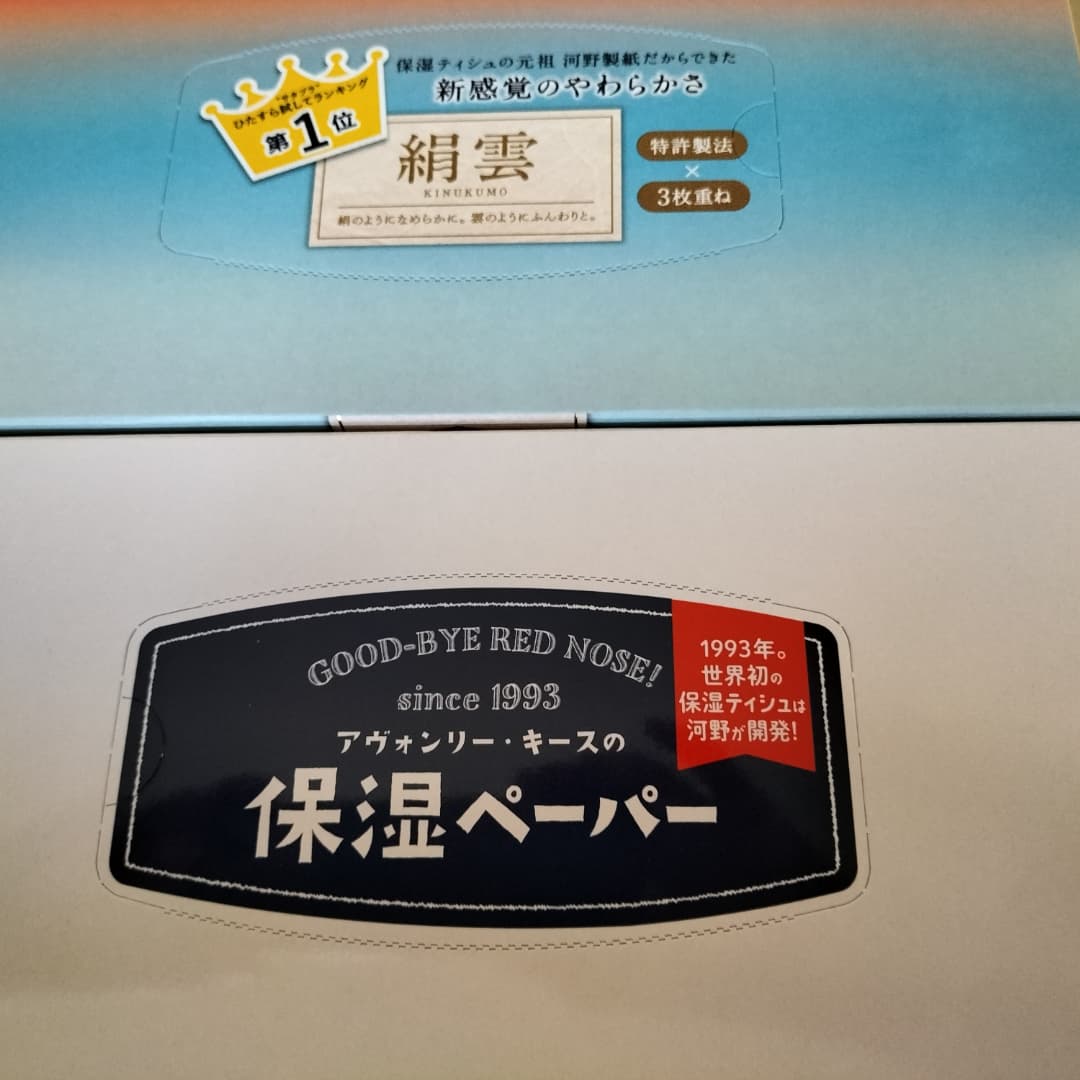 保湿ティシュの元祖 河野製紙だからできた
新感覚のやわらかさ
"サタプラ"
ひたすら試してランキング
第1位
絹雲
KINUKUMO
絹のようになめらかに。雲のようにふんわりと。
特許製法
×
3枚重ね
GOOD-BYE RED NOSE!
since 1993
アヴォンリー・キースの
保湿ペーパー
1993年。
世界初の
保湿ティシュは
河野が開発!